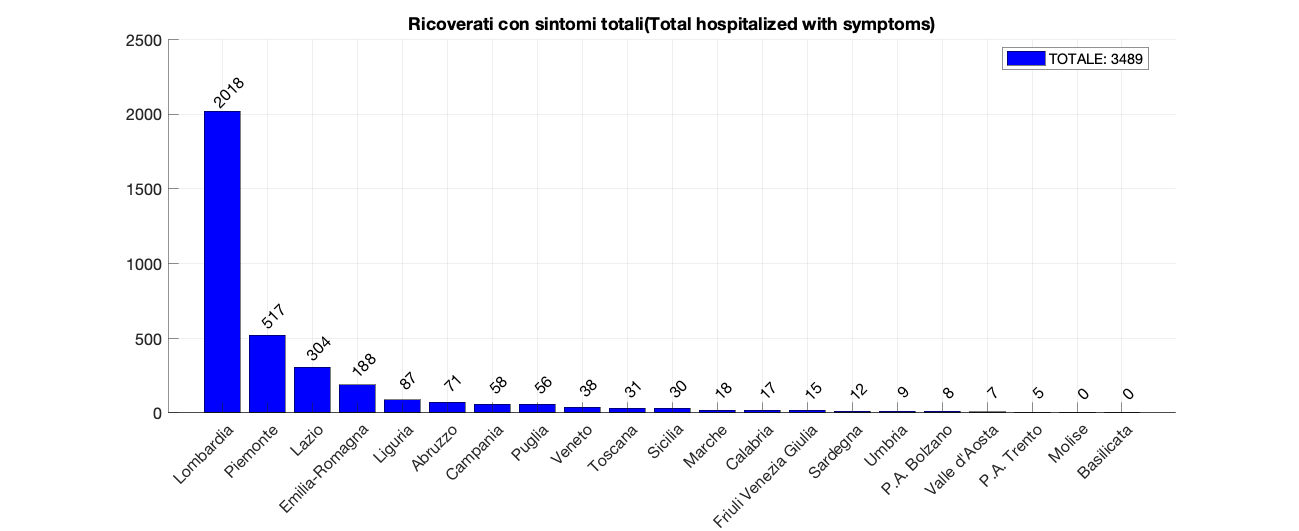 Ricoverati con sintomi totali(Total hospitalized with symptoms)
TOTALE: 3489
2500
2000
1500
1000
500
0
2018
517
304
188
87
71
58
56
38
31
30
18
17
15
12
9
8
7
5
0
0
Lombardia
Piemonte
Lazio
Emilia-Romagna
Liguria
Abruzzo
Campania
Puglia
Veneto
Toscana
Sicilia
Marche
Calabria
Friuli Venezia Giulia
Sardegna
Umbria
P.A. Bolzano
Valle d'Aosta
P.A. Trento
Molise
Basilicata